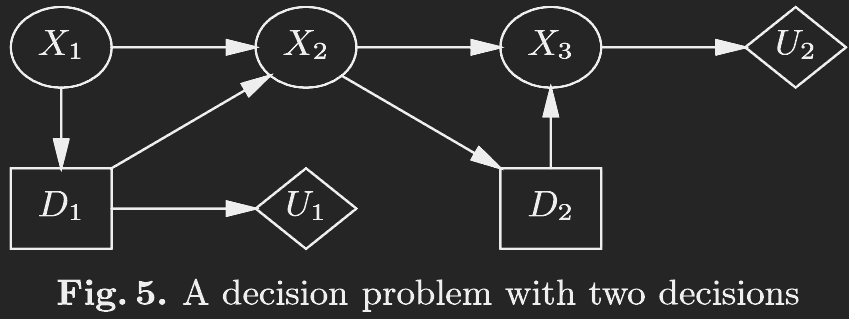 X₁ X₂ X₃ U₂
D₁ U₁ D₂
Fig. 5. A decision problem with two decisions